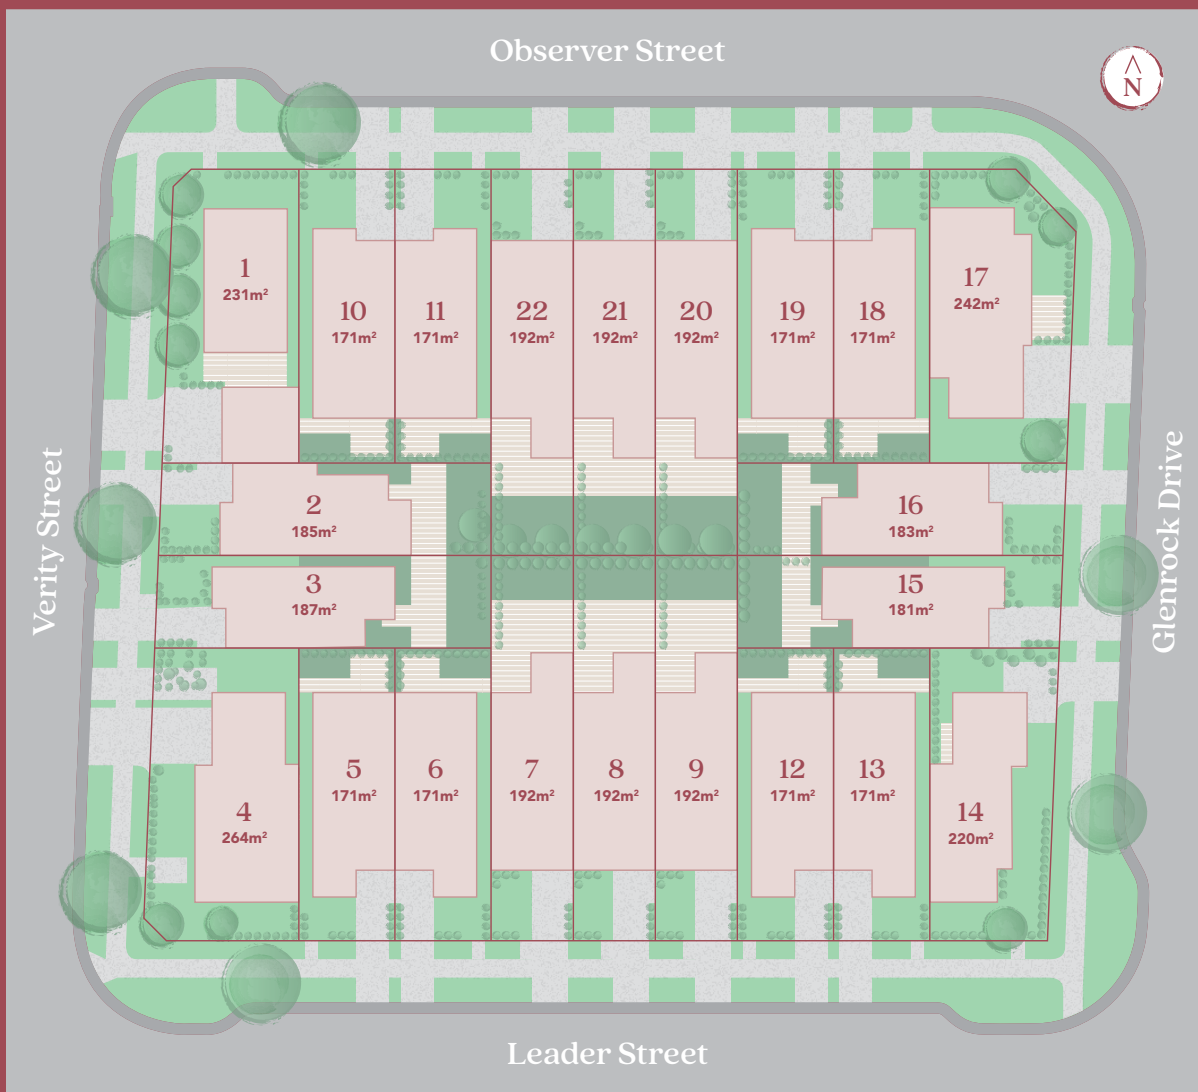 Observer Street
N
1
231m²
10
171m²
11
171m²
22
192m²
21
192m²
20
192m²
19
171m²
18
171m²
17
242m²
Verity Street
2
185m²
16
183m²
Glenrock Drive
3
187m²
15
181m²
4
264m²
5
171m²
6
171m²
7
192m²
8
192m²
9
192m²
12
171m²
13
171m²
14
220m²
Leader Street